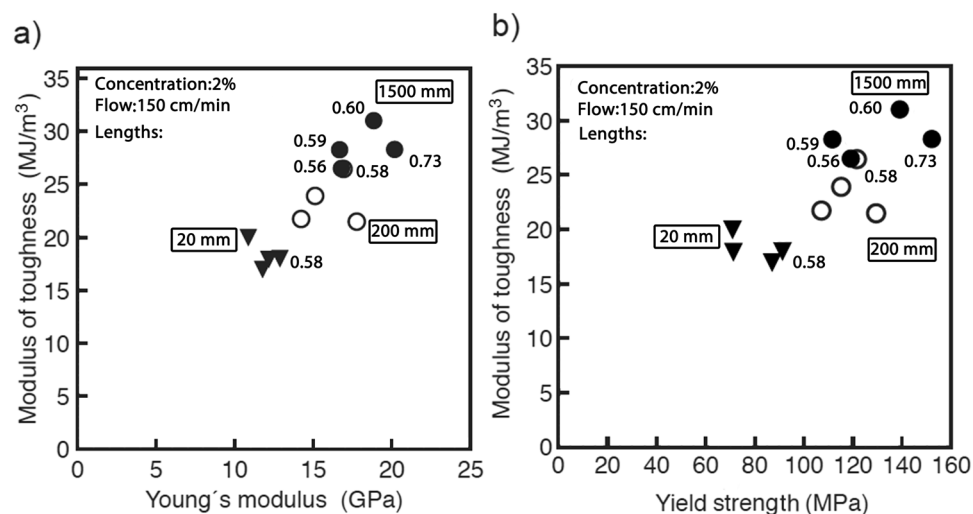 a)
Modulus of toughness (MJ/m³)
35
30
25
20
15
10
5
0
Concentration:2%
Flow:150 cm/min
Lengths:
1500 mm
0.60
0.59
0.56
0.58
0.73
20 mm
200 mm
0.58
0
5
10
15
20
25
Young´s modulus (GPa)
b)
Modulus of toughness (MJ/m³)
35
30
25
20
15
10
5
0
Concentration:2%
Flow:150 cm/min
Lengths:
1500 mm
0.60
0.59
0.56
0.58
0.73
20 mm
200 mm
0.58
0
20
40
60
80
100
120
140
160
Yield strength (MPa)